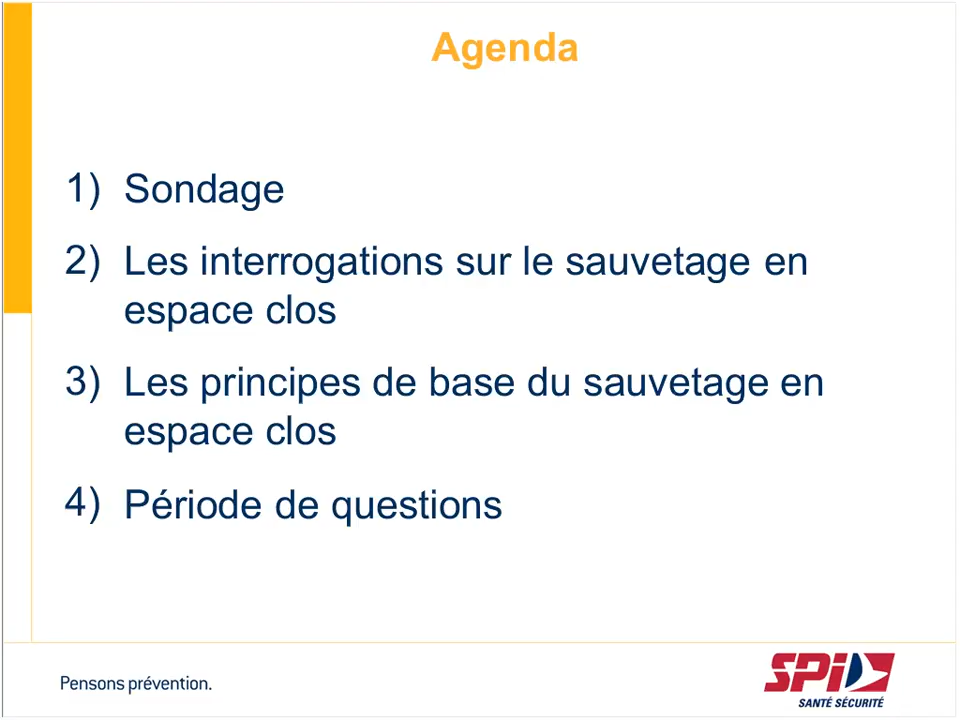 Agenda
1) Sondage
2) Les interrogations sur le sauvetage en
espace clos
3) Les principes de base du sauvetage en
espace clos
4) Période de questions
Pensons prévention.
SPI
SANTÉ SÉCURITÉ